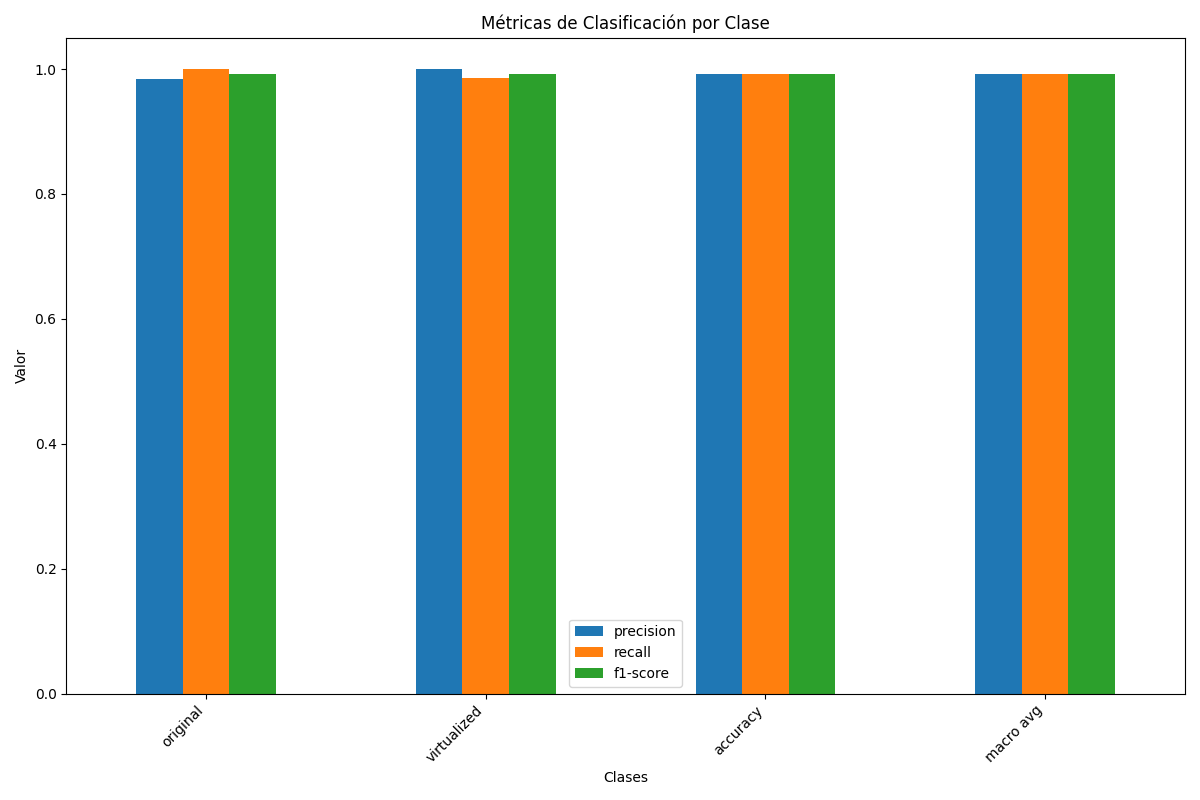 Métricas de Clasificación por Clase
Valor
1.0
0.8
0.6
0.4
0.2
0.0
precision
recall
f1-score
original
virtualized
accuracy
macro avg
Clases